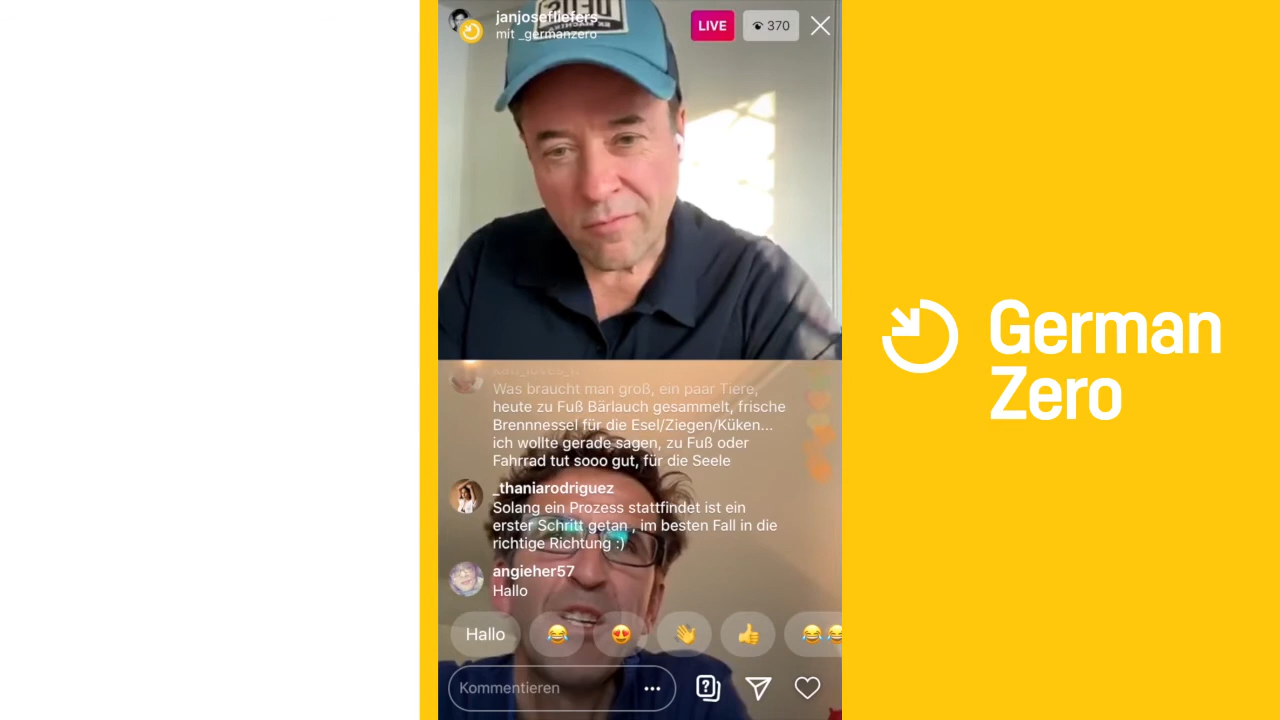 janjosefliefers
mit _germanzero
LIVE
370
Was braucht man groß, ein paar Tiere,
heute zu Fuß Bärlauch gesammelt, frische
Brennnessel für die Esel/Ziegen/Küken...
ich wollte gerade sagen, zu Fuß oder
Fahrrad tut sooo gut, für die Seele
_thaniarodriguez
Solang ein Prozess stattfindet ist ein
erster Schritt getan , im besten Fall in die
richtige Richtung :)
angieher57
Hallo
Hallo
Kommentieren
German
Zero